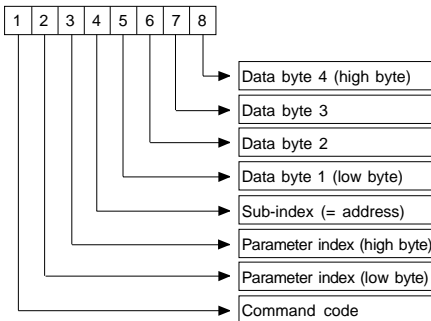 1 2 3 4 5 6 7 8
Data byte 4 (high byte)
Data byte 3
Data byte 2
Data byte 1 (low byte)
Sub-index (= address)
Parameter index (high byte)
Parameter index (low byte)
Command code